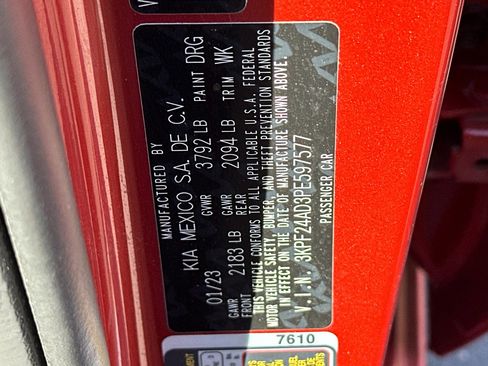 MANUFACTURED BY
KIA MEXICO S.A. DE C.V.
01/23 GVWR 3792 LB PAINT DRG
GAWR FRONT 2183 LB GAWR REAR 2094 LB TRIM WK
THIS VEHICLE CONFORMS TO ALL APPLICABLE U.S.A. FEDERAL
MOTOR VEHICLE SAFETY, BUMPER, AND THEFT PREVENTION STANDARDS
IN EFFECT ON THE DATE OF MANUFACTURE SHOWN ABOVE.
V.I.N. 3KPF24AD3PE597577
PASSENGER CAR
7610